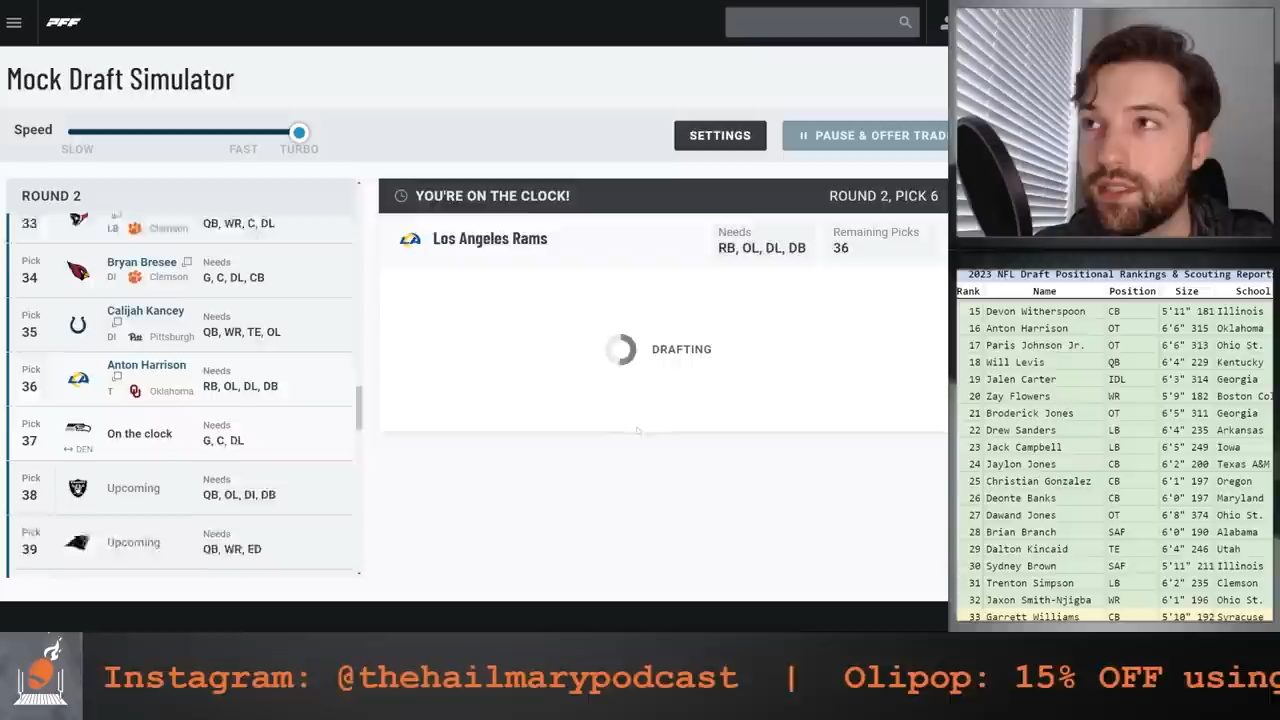 PFF
Mock Draft Simulator
Speed
SLOW
FAST
TURBO
SETTINGS
PAUSE & OFFER TRAD
ROUND 2
33
LB Clemson
QB, WR, C, DL
Pick
34
Bryan Bresee
DI Clemson
Needs
G, C, DL, CB
Pick
35
Calijah Kancey
DI Pitt Pittsburgh
Needs
QB, WR, TE, OL
Pick
36
Anton Harrison
T Oklahoma
Needs
RB, OL, DL, DB
Pick
37
DEN
On the clock
Needs
G, C, DL
Pick
38
Upcoming
Needs
QB, OL, DI, DB
Pick
39
Upcoming
Needs
QB, WR, ED
YOU'RE ON THE CLOCK!
ROUND 2, PICK 6
Los Angeles Rams
Needs
RB, OL, DL, DB
Remaining Picks
36
DRAFTING
2023 NFL Draft Positional Rankings & Scouting Report
Rank Name Position Size School
15 Devon Witherspoon CB 5'11" 181 Illinois
16 Anton Harrison OT 6'6" 315 Oklahoma
17 Paris Johnson Jr. OT 6'6" 313 Ohio St.
18 Will Levis QB 6'4" 229 Kentucky
19 Jalen Carter IDL 6'3" 314 Georgia
20 Zay Flowers WR 5'9" 182 Boston Col
21 Broderick Jones OT 6'5" 311 Georgia
22 Drew Sanders LB 6'4" 235 Arkansas
23 Jack Campbell LB 6'5" 249 Iowa
24 Jaylon Jones CB 6'2" 200 Texas A&M
25 Christian Gonzalez CB 6'1" 197 Oregon
26 Deonte Banks CB 6'0" 197 Maryland
27 Dawand Jones OT 6'8" 374 Ohio St.
28 Brian Branch SAF 6'0" 190 Alabama
29 Dalton Kincaid TE 6'4" 246 Utah
30 Sydney Brown SAF 5'11" 211 Illinois
31 Trenton Simpson LB 6'2" 235 Clemson
32 Jaxon Smith-Njigba WR 6'1" 196 Ohio St.
33 Garrett Williams CB 5'10" 192 Syracuse
Instagram: @thehailmarypodcast | Olipop: 15% OFF using